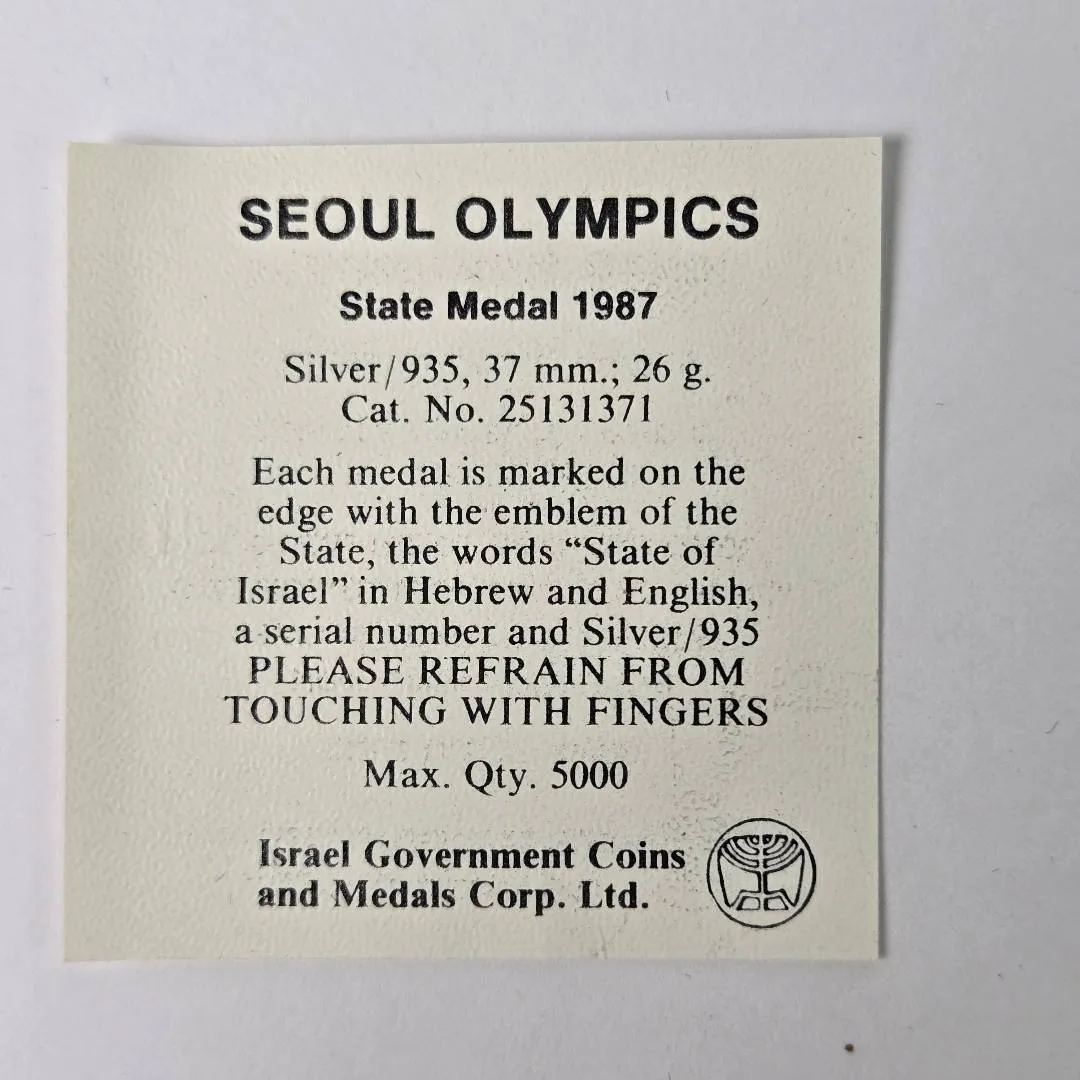 SEOUL OLYMPICS
State Medal 1987
Silver/935, 37 mm.; 26 g.
Cat. No. 25131371
Each medal is marked on the
edge with the emblem of the
State, the words “State of
Israel” in Hebrew and English,
a serial number and Silver/935
PLEASE REFRAIN FROM
TOUCHING WITH FINGERS
Max. Qty. 5000
Israel Government Coins
and Medals Corp. Ltd.